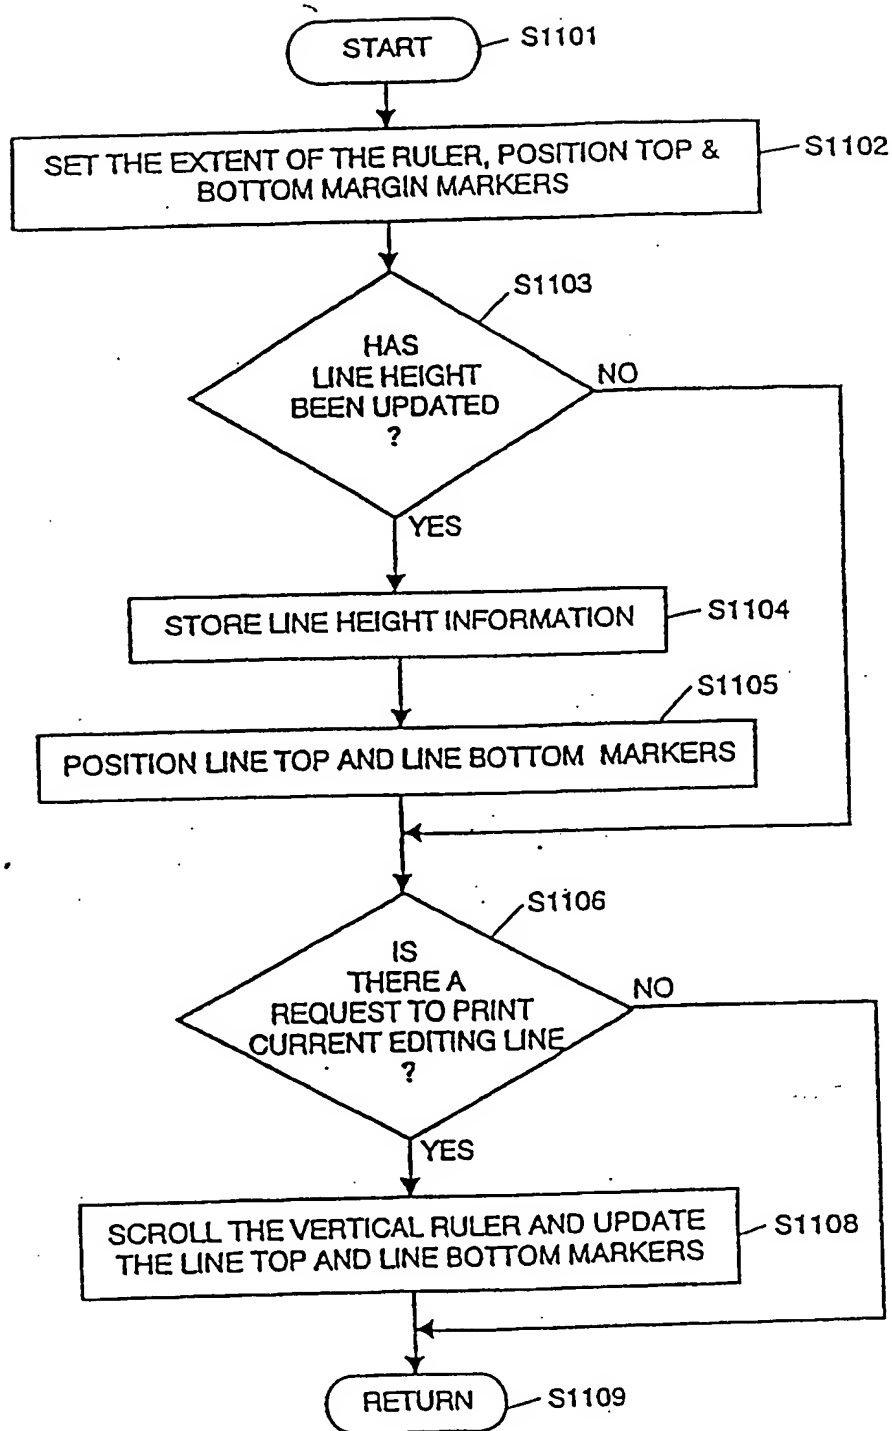 START
S1101
SET THE EXTENT OF THE RULER, POSITION TOP &
BOTTOM MARGIN MARKERS
S1102
S1103
HAS
LINE HEIGHT
BEEN UPDATED
?
NO
YES
STORE LINE HEIGHT INFORMATION
S1104
S1105
POSITION LINE TOP AND LINE BOTTOM MARKERS
S1106
IS
THERE A
REQUEST TO PRINT
CURRENT EDITING LINE
?
NO
YES
SCROLL THE VERTICAL RULER AND UPDATE
THE LINE TOP AND LINE BOTTOM MARKERS
S1108
RETURN
S1109